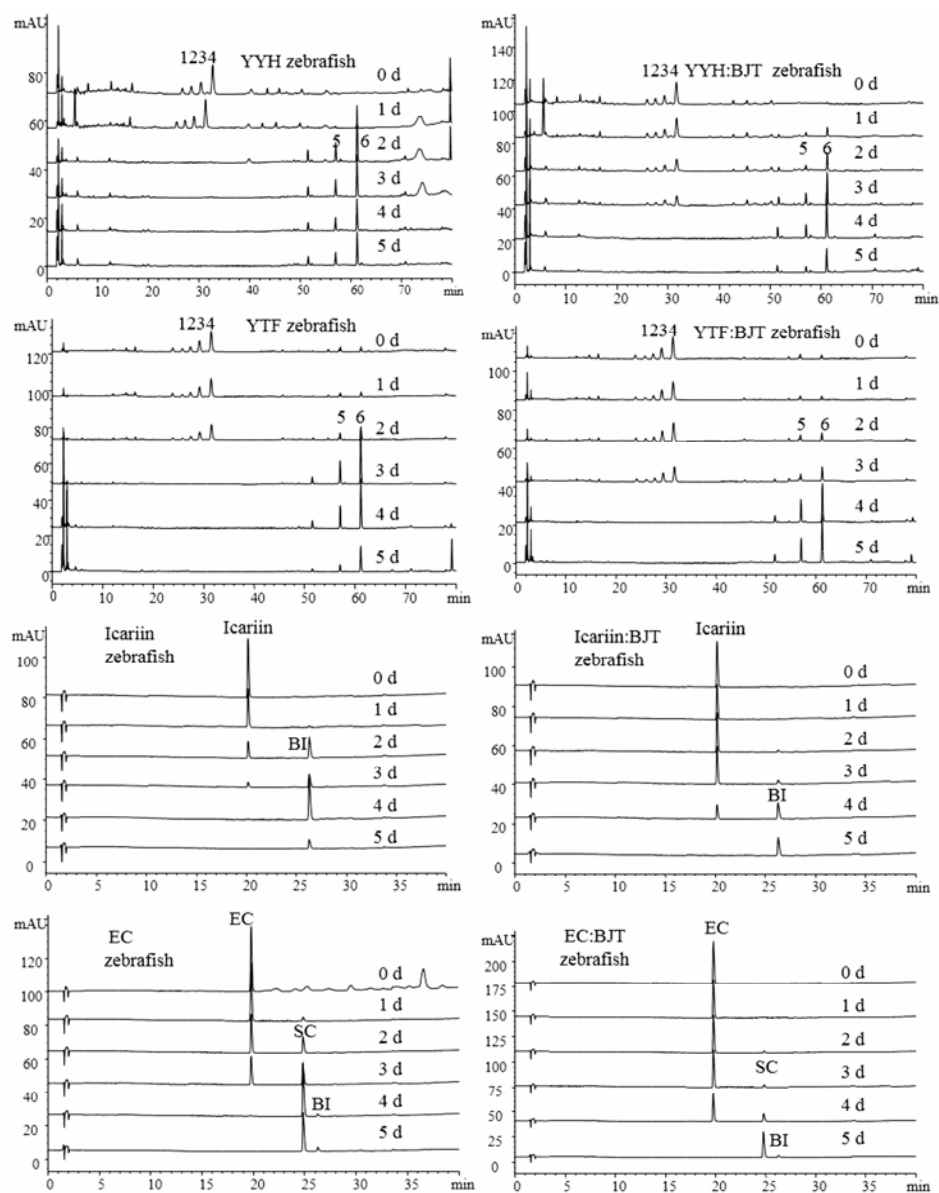 mAU
80
60
40
20
0
1234
YYH zebrafish
0 d
1 d
5 6 2 d
3 d
4 d
5 d
0 10 20 30 40 50 60 70 min
mAU
140
120
100
80
60
40
20
0
1234
YYH:BJT zebrafish
0 d
1 d
5 6 2 d
3 d
4 d
5 d
0 10 20 30 40 50 60 70 min
mAU
120
100
80
60
40
20
0
1234
YTF zebrafish
0 d
1 d
5 6 2 d
3 d
4 d
5 d
0 10 20 30 40 50 60 70 min
mAU
120
100
80
60
40
20
0
1234
YTF:BJT zebrafish
0 d
1 d
5 6 2 d
3 d
4 d
5 d
0 10 20 30 40 50 60 70 min
mAU
100
80
60
40
20
0
Icariin
zebrafish
Icariin
0 d
1 d
BI 2 d
3 d
4 d
5 d
0 5 10 15 20 25 30 35 min
mAU
100
80
60
40
20
0
Icariin:BJT
zebrafish
Icariin
0 d
1 d
2 d
3 d
BI
4 d
5 d
0 5 10 15 20 25 30 35 min
mAU
120
100
80
60
40
20
0
EC
zebrafish
EC
0 d
1 d
SC 2 d
3 d
BI 4 d
5 d
0 5 10 15 20 25 30 35 40 min
mAU
200
175
150
125
100
75
50
25
0
EC:BJT
zebrafish
EC
0 d
1 d
2 d
SC 3 d
4 d
BI 5 d
0 5 10 15 20 25 30 35 40 min